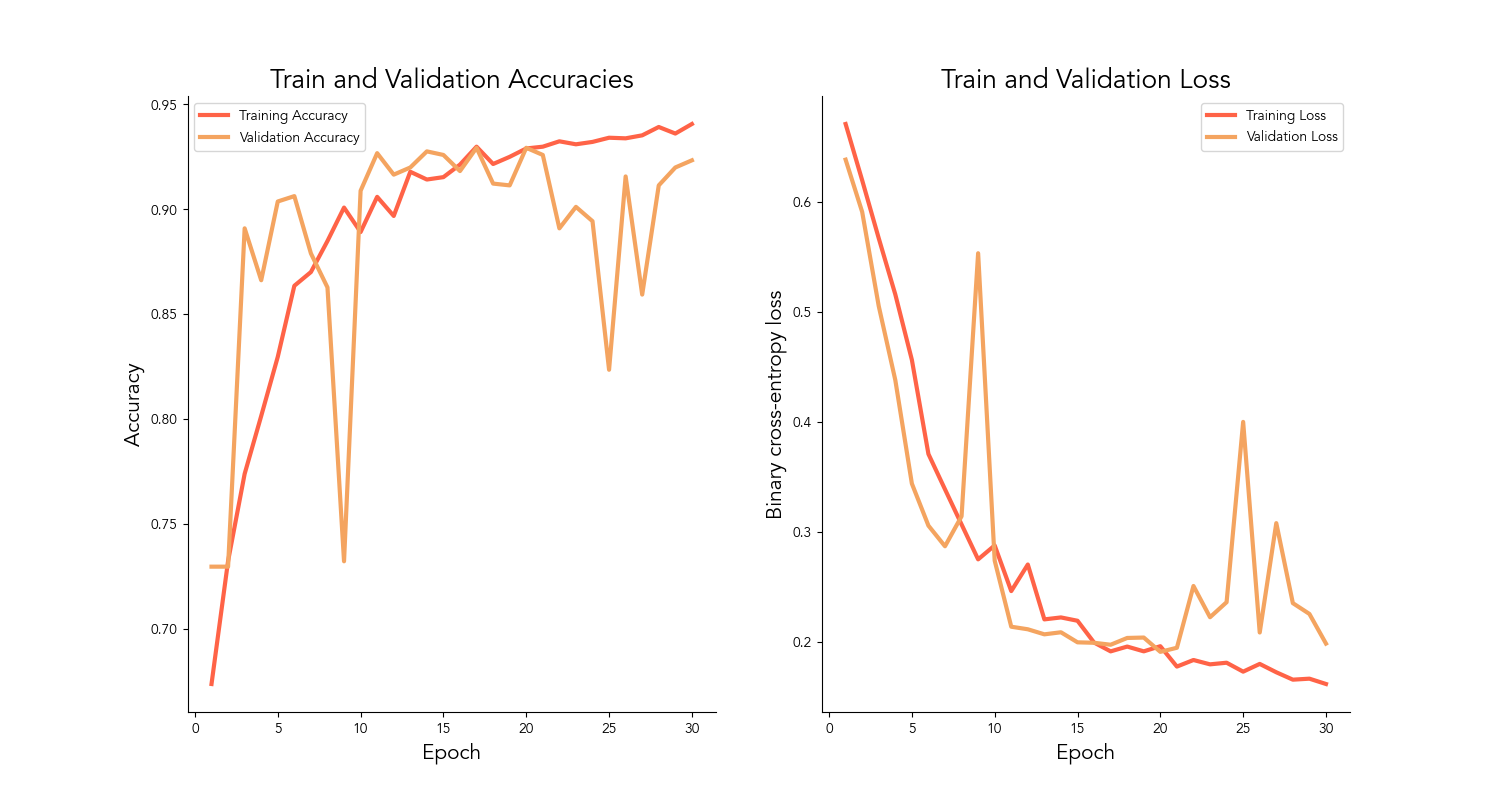 Train and Validation Accuracies
Training Accuracy
Validation Accuracy
0.95
0.90
0.85
0.80
0.75
0.70
Accuracy
0
5
10
15
20
25
30
Epoch
Train and Validation Loss
Training Loss
Validation Loss
0.6
0.5
0.4
0.3
0.2
Binary cross-entropy loss
0
5
10
15
20
25
30
Epoch